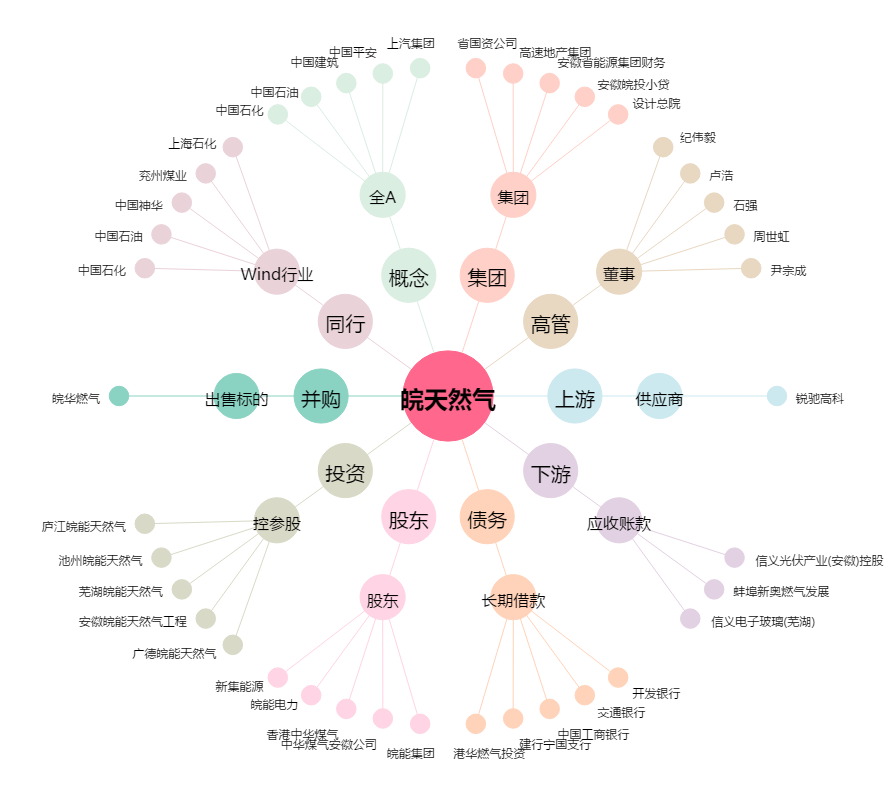 上汽集团
中国平安
中国建筑
中国石油
中国石化
全A
概念
省国资公司
高速地产集团
安徽省能源集团财务
安徽皖投小贷
设计总院
集团
集团
上海石化
兖州煤业
中国神华
中国石油
中国石化
Wind行业
同行
纪伟毅
卢浩
石强
周世虹
尹宗成
董事
高管
皖天然气
皖华燃气
出售标的
并购
上游
供应商
锐驰高科
投资
控参股
庐江皖能天然气
池州皖能天然气
芜湖皖能天然气
安徽皖能天然气工程
广德皖能天然气
下游
应收账款
信义光伏产业(安徽)控股
蚌埠新奥燃气发展
信义电子玻璃(芜湖)
股东
股东
新集能源
皖能电力
香港中华煤气
中华煤气安徽公司
皖能集团
债务
长期借款
开发银行
交通银行
中国工商银行
建行宁国支行
港华燃气投资